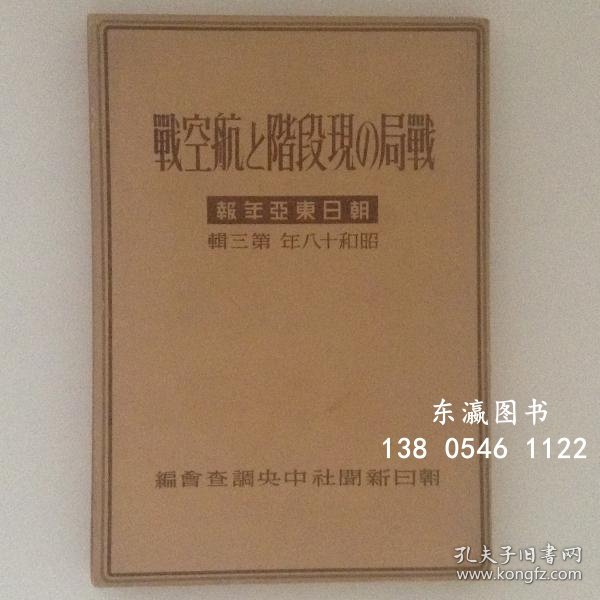 戰局の現段階と航空戰
朝日東亞年報
昭和十八年 第三輯
朝日新聞社中央調査會編
东瀛图书
138 0546 1122
孔夫子旧书网
www.kongfz.com